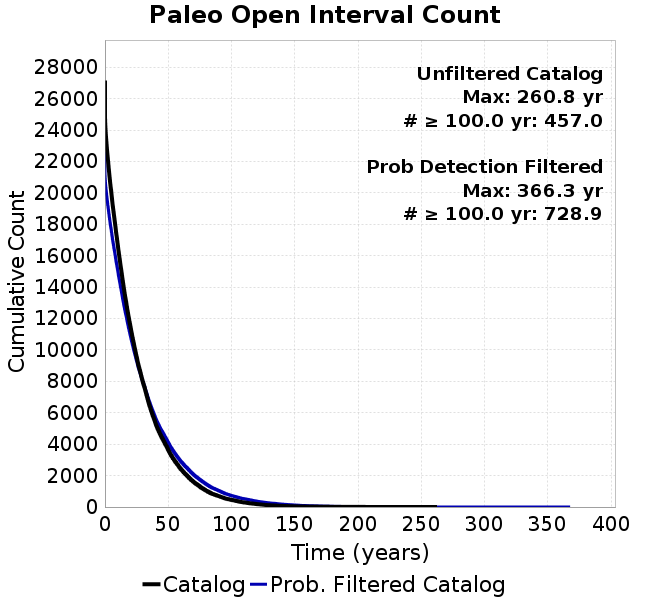 Paleo Open Interval Count
Unfiltered Catalog
Max: 260.8 yr
# ≥ 100.0 yr: 457.0
Prob Detection Filtered
Max: 366.3 yr
# ≥ 100.0 yr: 728.9
Cumulative Count
28000
26000
24000
22000
20000
18000
16000
14000
12000
10000
8000
6000
4000
2000
0
0 50 100 150 200 250 300 350 400
Time (years)
Catalog Prob. Filtered Catalog